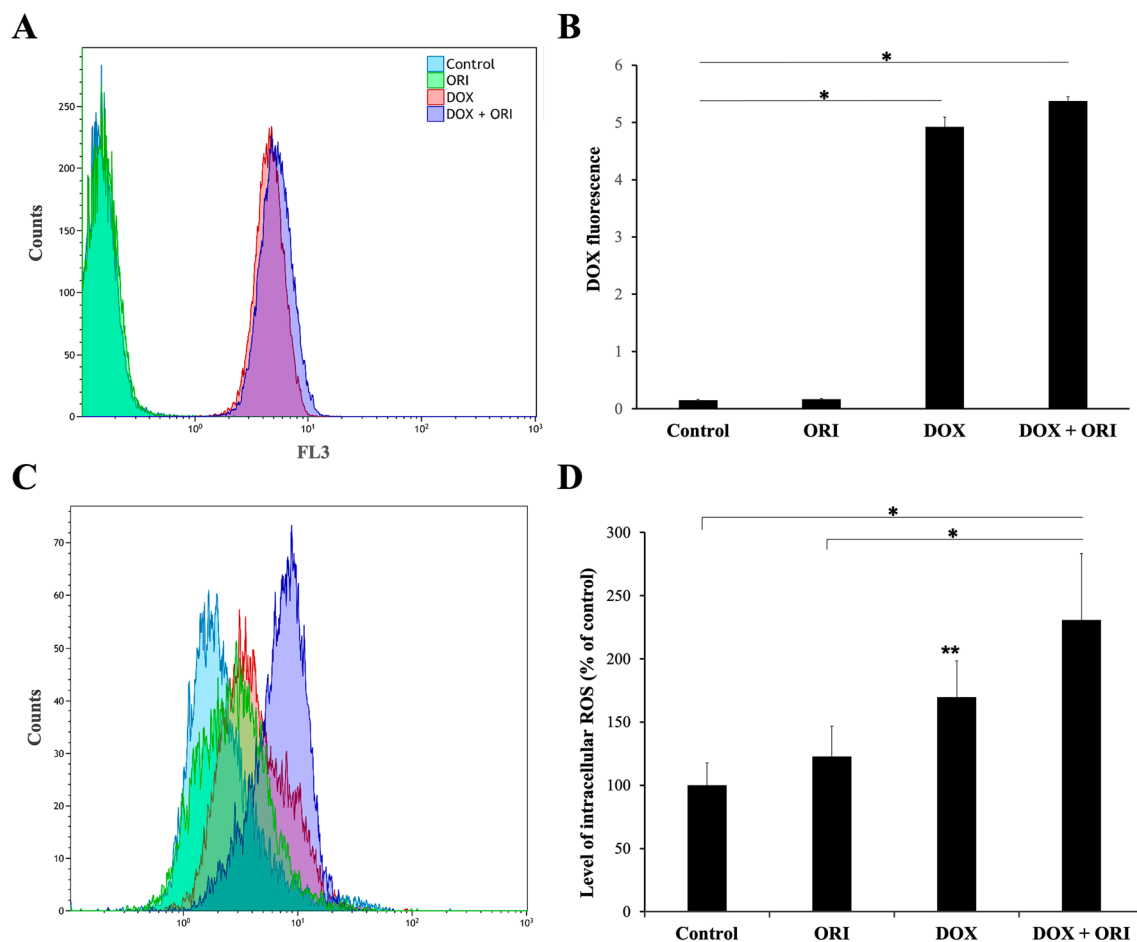 A
Control
ORI
DOX
DOX + ORI
250
200
150
100
50
0
Counts
10⁰
10¹
10²
10³
FL3
B
*
*
6
5
4
3
2
1
0
DOX fluorescence
Control ORI DOX DOX + ORI
C
70
60
50
40
30
20
10
0
Counts
10⁰
10¹
10²
10³
D
*
*
**
300
250
200
150
100
50
0
Level of intracellular ROS (% of control)
Control ORI DOX DOX + ORI